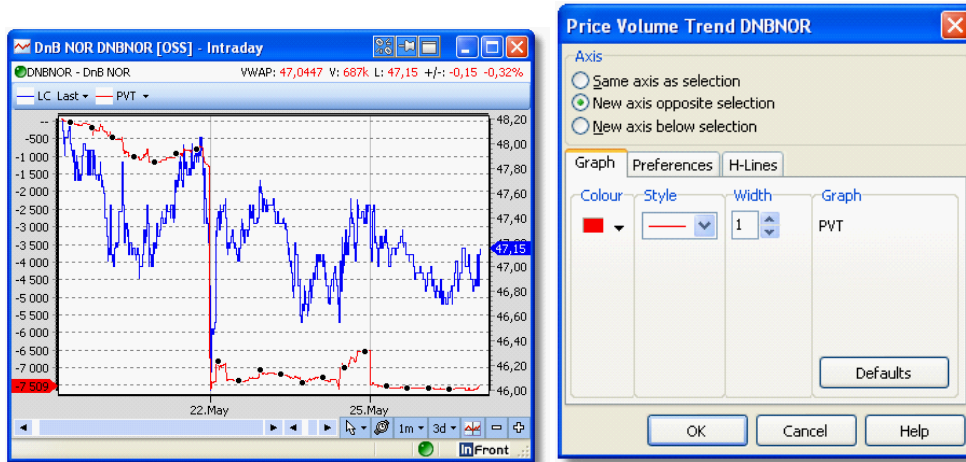 DnB NOR DNBNOR [OSS] - Intraday
DNBNOR - DnB NOR VWAP: 47,0447 V: 687k L: 47,15 +/-: -0,15 -0,32%
LC Last PVT
--
-500
-1 000
-1 500
-2 000
-2 500
-3 000
-3 500
-4 000
-4 500
-5 000
-5 500
-6 000
-6 500
-7 000
-7 509
48,20
48,00
47,80
47,60
47,40
47,15
47,00
46,80
46,60
46,40
46,20
46,00
22.May 25.May
1m 3d
InFront
Price Volume Trend DNBNOR
Axis
Same axis as selection
New axis opposite selection
New axis below selection
Graph Preferences H-Lines
Colour Style Width Graph
1 PVT
Defaults
OK Cancel Help